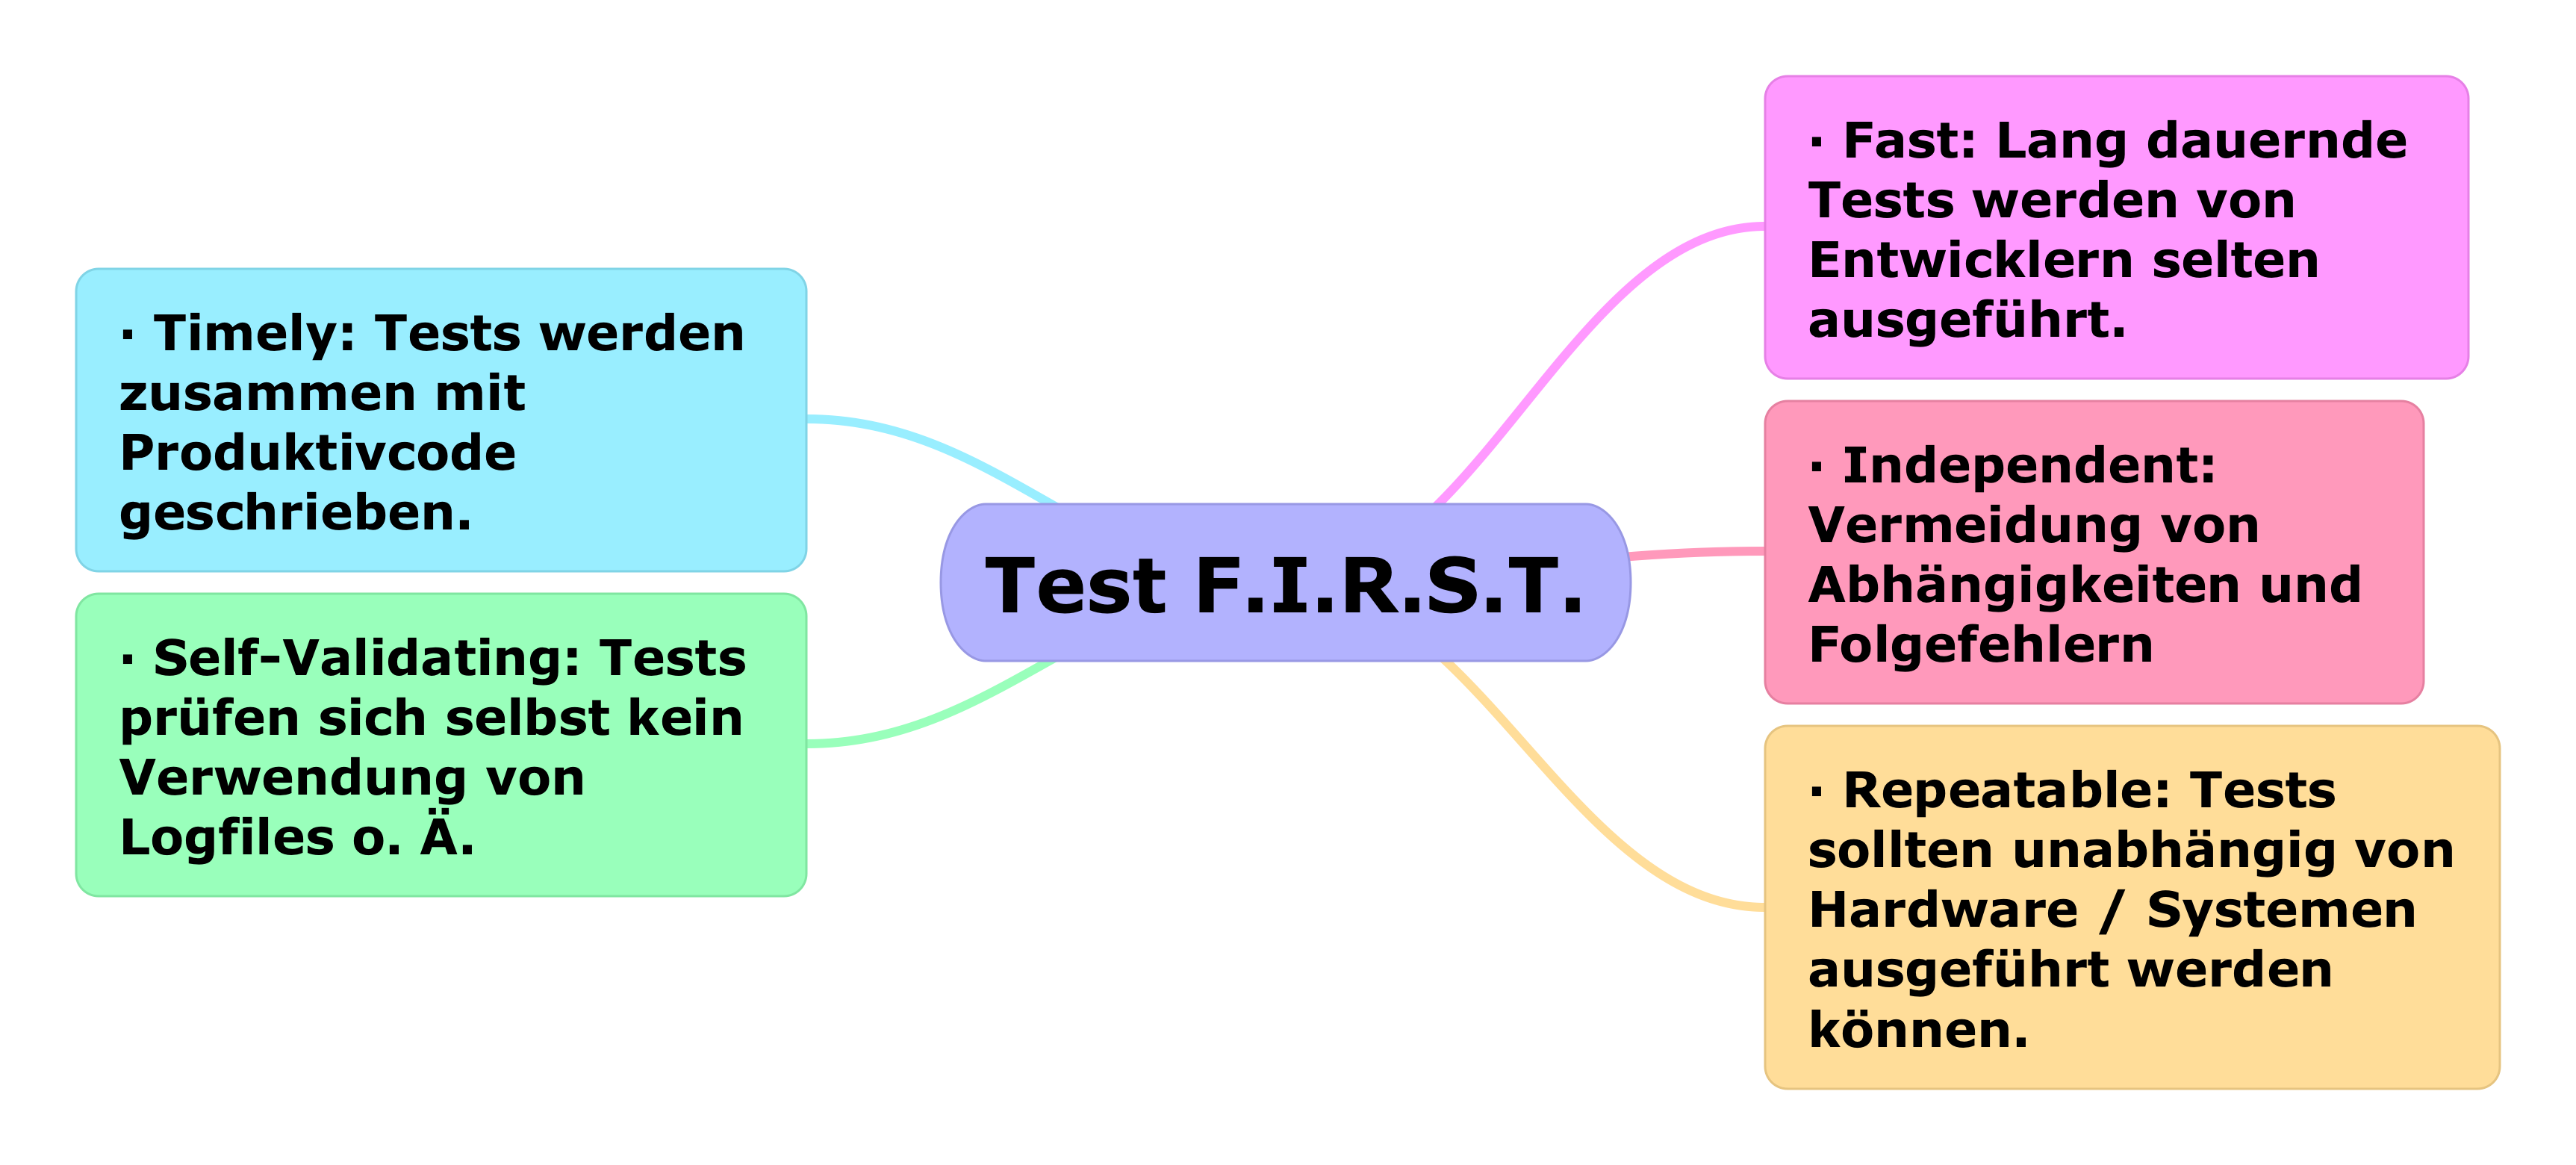 Test F.I.R.S.T.
· Fast: Lang dauernde
Tests werden von
Entwicklern selten
ausgeführt.
· Independent:
Vermeidung von
Abhängigkeiten und
Folgefehlern
· Repeatable: Tests
sollten unabhängig von
Hardware / Systemen
ausgeführt werden
können.
· Self-Validating: Tests
prüfen sich selbst kein
Verwendung von
Logfiles o. Ä.
· Timely: Tests werden
zusammen mit
Produktivcode
geschrieben.